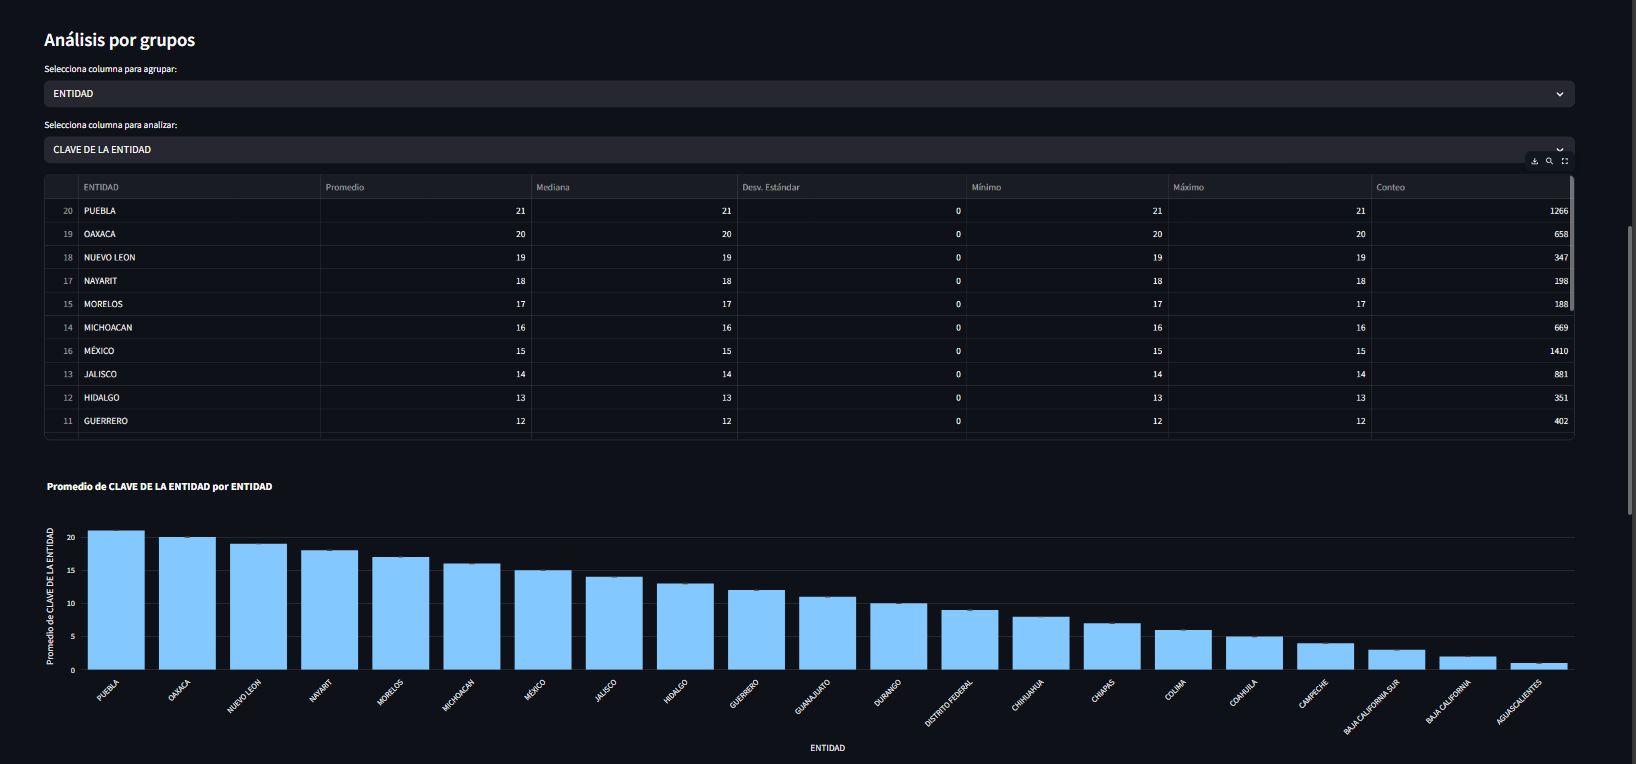 Análisis por grupos
Selecciona columna para agrupar:
ENTIDAD
Selecciona columna para analizar:
CLAVE DE LA ENTIDAD
ENTIDAD Promedio Mediana Desv. Estándar Mínimo Máximo Conteo
20 PUEBLA 21 21 0 21 21 1266
19 OAXACA 20 20 0 20 20 658
18 NUEVO LEON 19 19 0 19 19 347
17 NAYARIT 18 18 0 18 18 198
15 MORELOS 17 17 0 17 17 188
14 MICHOACAN 16 16 0 16 16 669
16 MÉXICO 15 15 0 15 15 1410
13 JALISCO 14 14 0 14 14 881
12 HIDALGO 13 13 0 13 13 351
11 GUERRERO 12 12 0 12 12 402
Promedio de CLAVE DE LA ENTIDAD por ENTIDAD
Promedio de CLAVE DE LA ENTIDAD
20
15
10
5
0
PUEBLA OAXACA NUEVO LEON NAYARIT MORELOS MICHOACAN MÉXICO JALISCO HIDALGO GUERRERO GUANAJUATO DURANGO DISTRITO FEDERAL CHIHUAHUA CHIAPAS COLIMA COAHUILA CAMPECHE BAJA CALIFORNIA SUR BAJA CALIFORNIA AGUASCALIENTES
ENTIDAD